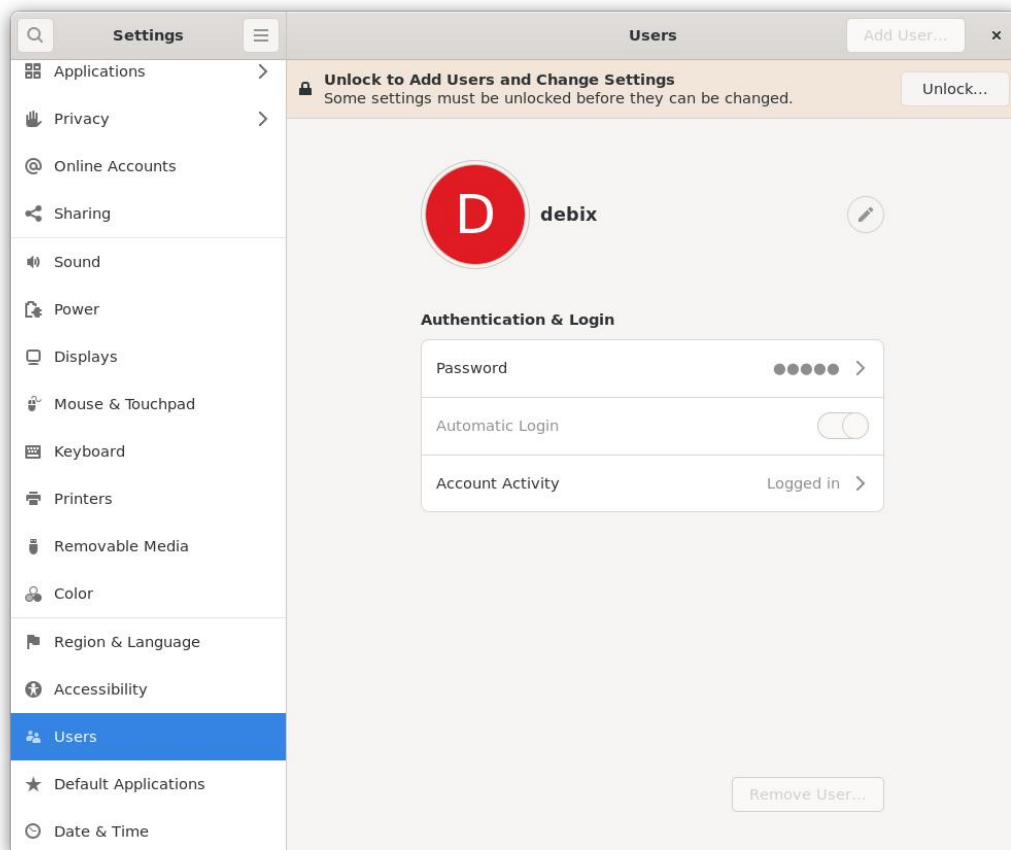 Settings
Users
Add User...
Applications
Privacy
Online Accounts
Sharing
Sound
Power
Displays
Mouse & Touchpad
Keyboard
Printers
Removable Media
Color
Region & Language
Accessibility
Users
Default Applications
Date & Time
Unlock to Add Users and Change Settings
Some settings must be unlocked before they can be changed.
Unlock...
D
debix
Authentication & Login
Password ●●●●●
Automatic Login
Account Activity Logged in
Remove User...